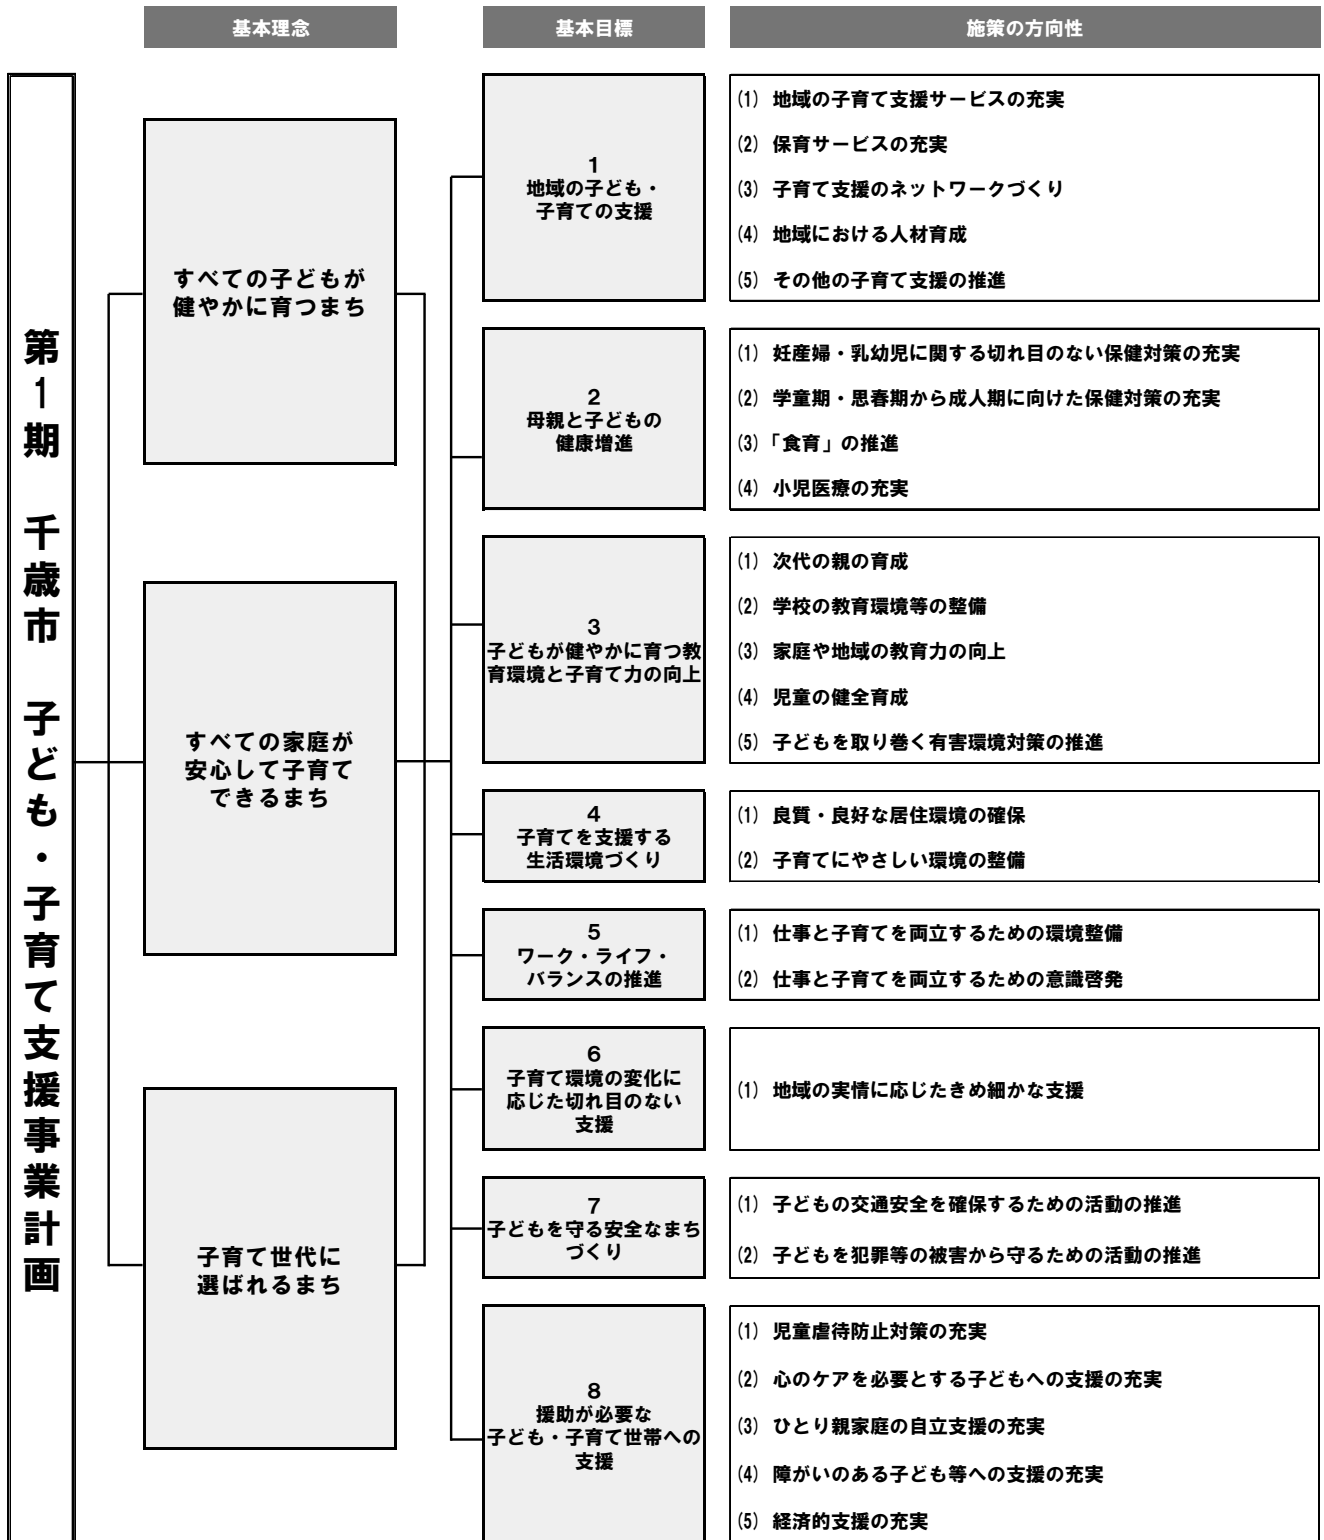 基本理念
基本目標
施策の方向性
第1期 千歳市 子ども・子育て支援事業計画
すべての子どもが
健やかに育つまち
すべての家庭が
安心して子育て
できるまち
子育て世代に
選ばれるまち
1
地域の子ども・
子育ての支援
(1) 地域の子育て支援サービスの充実
(2) 保育サービスの充実
(3) 子育て支援のネットワークづくり
(4) 地域における人材育成
(5) その他の子育て支援の推進
2
母親と子どもの
健康増進
(1) 妊産婦・乳幼児に関する切れ目のない保健対策の充実
(2) 学童期・思春期から成人期に向けた保健対策の充実
(3)「食育」の推進
(4) 小児医療の充実
3
子どもが健やかに育つ教
育環境と子育て力の向上
(1) 次代の親の育成
(2) 学校の教育環境等の整備
(3) 家庭や地域の教育力の向上
(4) 児童の健全育成
(5) 子どもを取り巻く有害環境対策の推進
4
子育てを支援する
生活環境づくり
(1) 良質・良好な居住環境の確保
(2) 子育てにやさしい環境の整備
5
ワーク・ライフ・
バランスの推進
(1) 仕事と子育てを両立するための環境整備
(2) 仕事と子育てを両立するための意識啓発
6
子育て環境の変化に
応じた切れ目のない
支援
(1) 地域の実情に応じたきめ細かな支援
7
子どもを守る安全なまち
づくり
(1) 子どもの交通安全を確保するための活動の推進
(2) 子どもを犯罪等の被害から守るための活動の推進
8
援助が必要な
子ども・子育て世帯への
支援
(1) 児童虐待防止対策の充実
(2) 心のケアを必要とする子どもへの支援の充実
(3) ひとり親家庭の自立支援の充実
(4) 障がいのある子ども等への支援の充実
(5) 経済的支援の充実